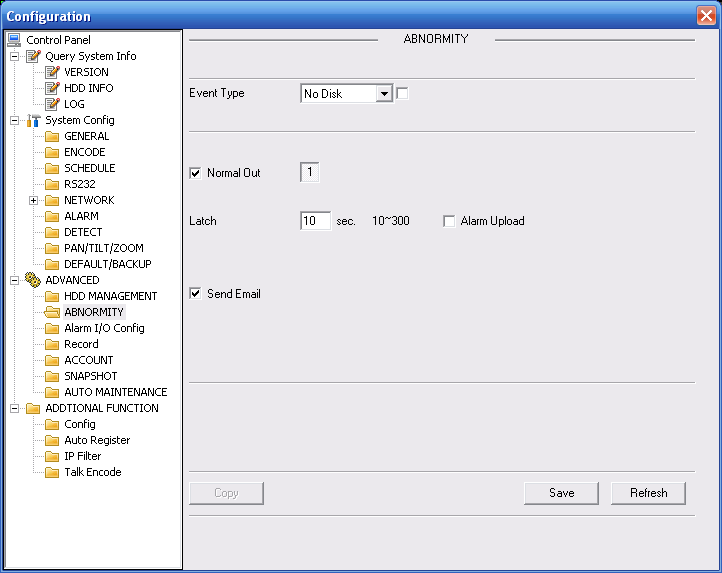 Configuration
Control Panel
Query System Info
VERSION
HDD INFO
LOG
System Config
GENERAL
ENCODE
SCHEDULE
RS232
NETWORK
ALARM
DETECT
PAN/TILT/ZOOM
DEFAULT/BACKUP
ADVANCED
HDD MANAGEMENT
ABNORMITY
Alarm I/O Config
Record
ACCOUNT
SNAPSHOT
AUTO MAINTENANCE
ADDTIONAL FUNCTION
Config
Auto Register
IP Filter
Talk Encode
ABNORMITY
Event Type No Disk
Normal Out 1
Latch 10 sec. 10~300 Alarm Upload
Send Email
Copy Save Refresh